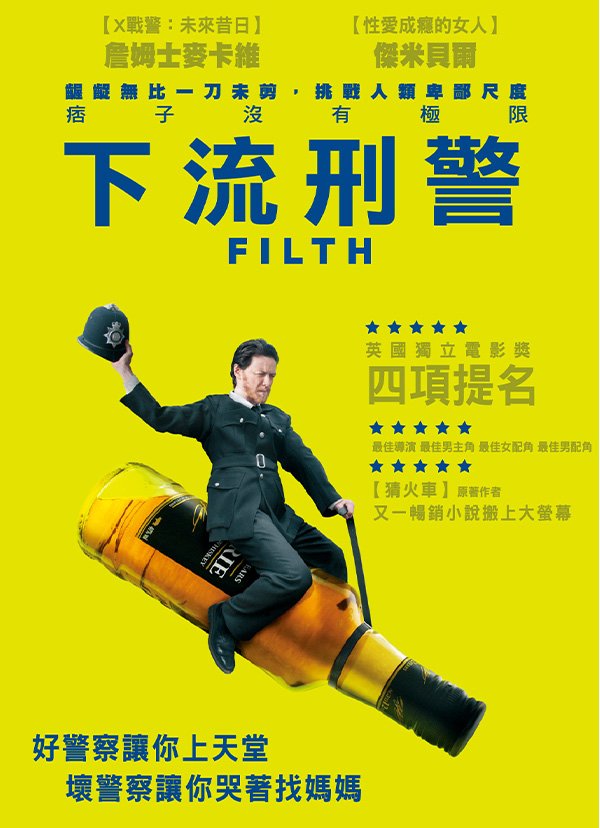 【X戰警：未來昔日】 【性愛成癮的女人】
詹姆士麥卡維 傑米貝爾
齷齪無比一刀未剪，挑戰人類卑鄙尺度
痞子沒有極限
下流刑警
FILTH
英國獨立電影獎
四項提名
最佳導演 最佳男主角 最佳女配角 最佳男配角
【猜火車】原著作者
又一暢銷小說搬上大螢幕
EARS
RIE
WHISKEY
好警察讓你上天堂
壞警察讓你哭著找媽媽